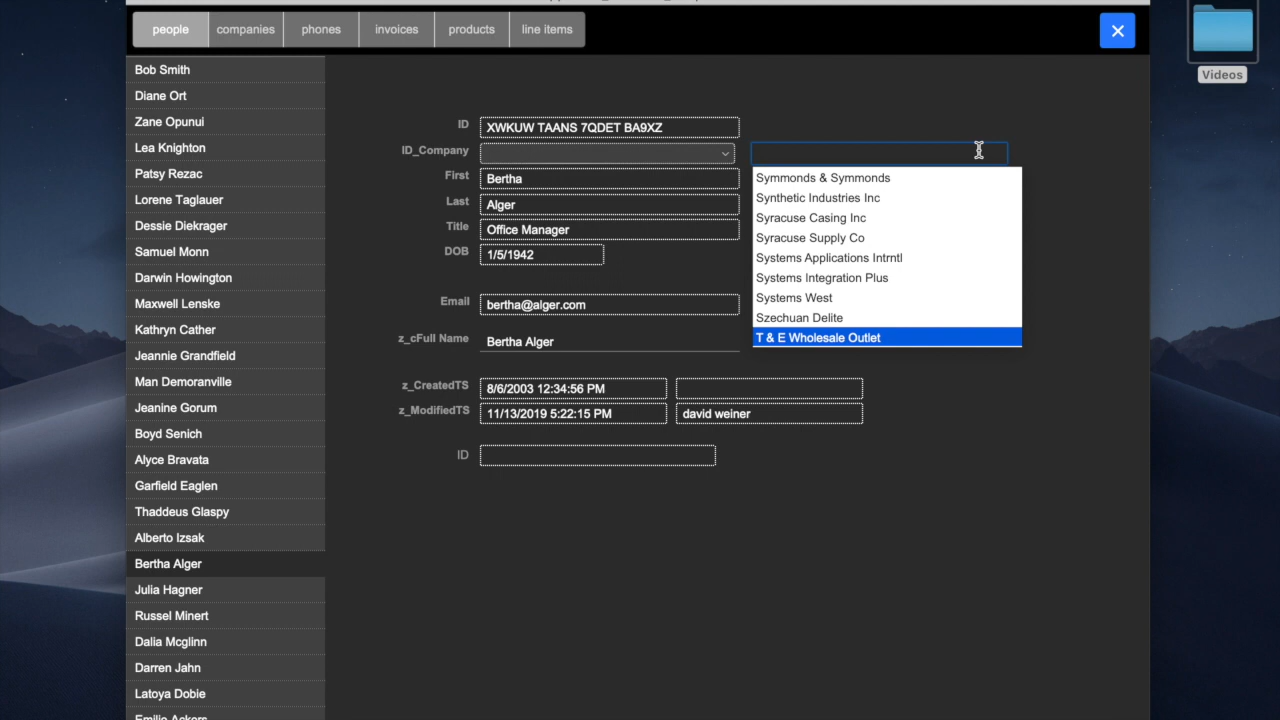 people companies phones invoices products line items
Videos
Bob Smith
Diane Ort
Zane Opunui
Lea Knighton
Patsy Rezac
Lorene Taglauer
Dessie Diekrager
Samuel Monn
Darwin Howington
Maxwell Lenske
Kathryn Cather
Jeannie Grandfield
Man Demoranville
Jeanine Gorum
Boyd Senich
Alyce Bravata
Garfield Eaglen
Thaddeus Glaspy
Alberto Izsak
Bertha Alger
Julia Hagner
Russel Minert
Dalia Mcglinn
Darren Jahn
Latoya Dobie
ID XWKUW TAANS 7QDET BA9XZ
ID_Company
First Bertha
Last Alger
Title Office Manager
DOB 1/5/1942
Email bertha@alger.com
z_cFull Name Bertha Alger
z_CreatedTS 8/6/2003 12:34:56 PM
z_ModifiedTS 11/13/2019 5:22:15 PM david weiner
ID
Symmonds & Symmonds
Synthetic Industries Inc
Syracuse Casing Inc
Syracuse Supply Co
Systems Applications Intrntl
Systems Integration Plus
Systems West
Szechuan Delite
T & E Wholesale Outlet